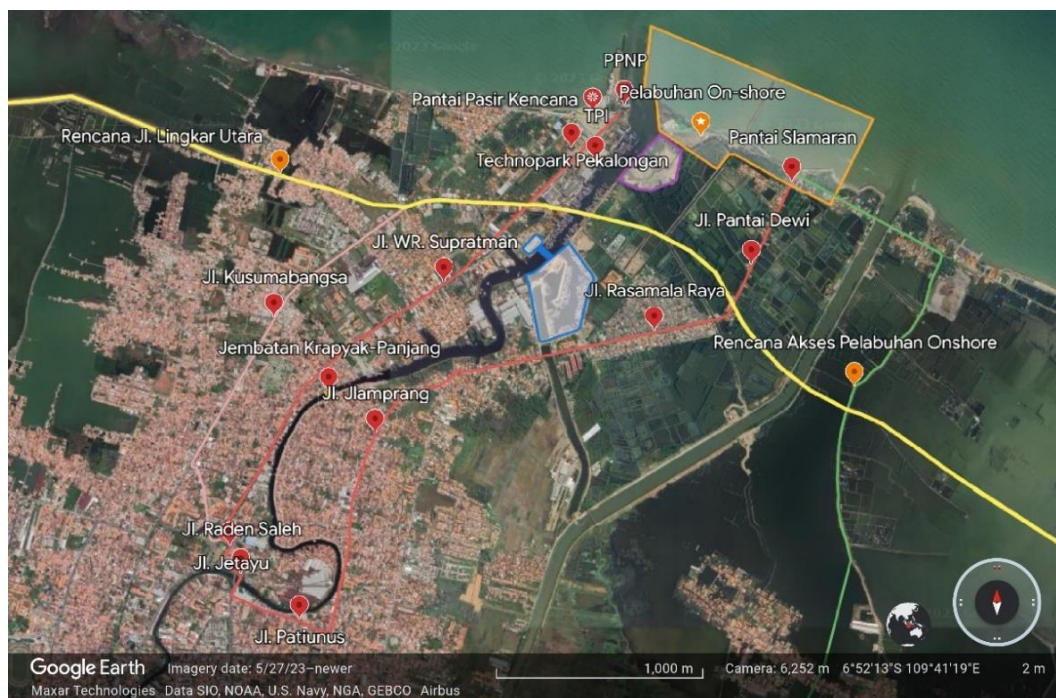 PPNP
Pantai Pasir Kencana
Pelabuhan On-shore
TPI
Rencana Jl. Lingkar Utara
Technopark Pekalongan
Pantai Slamaran
Jl. WR. Supratman
Jl. Pantai Dewi
Jl. Kusumabangsa
Jl. Rasamala Raya
Jembatan Krapyak-Panjang
Rencana Akses Pelabuhan Onshore
Jl. Jlamprang
Jl. Raden Saleh
Jl. Jetayu
Jl. Patiunus
Google Earth Imagery date: 5/27/23–newer 1,000 m Camera: 6,252 m 6°52'13"S 109°41'19"E 2 m
Maxar Technologies Data SIO, NOAA, U.S. Navy, NGA, GEBCO Airbus